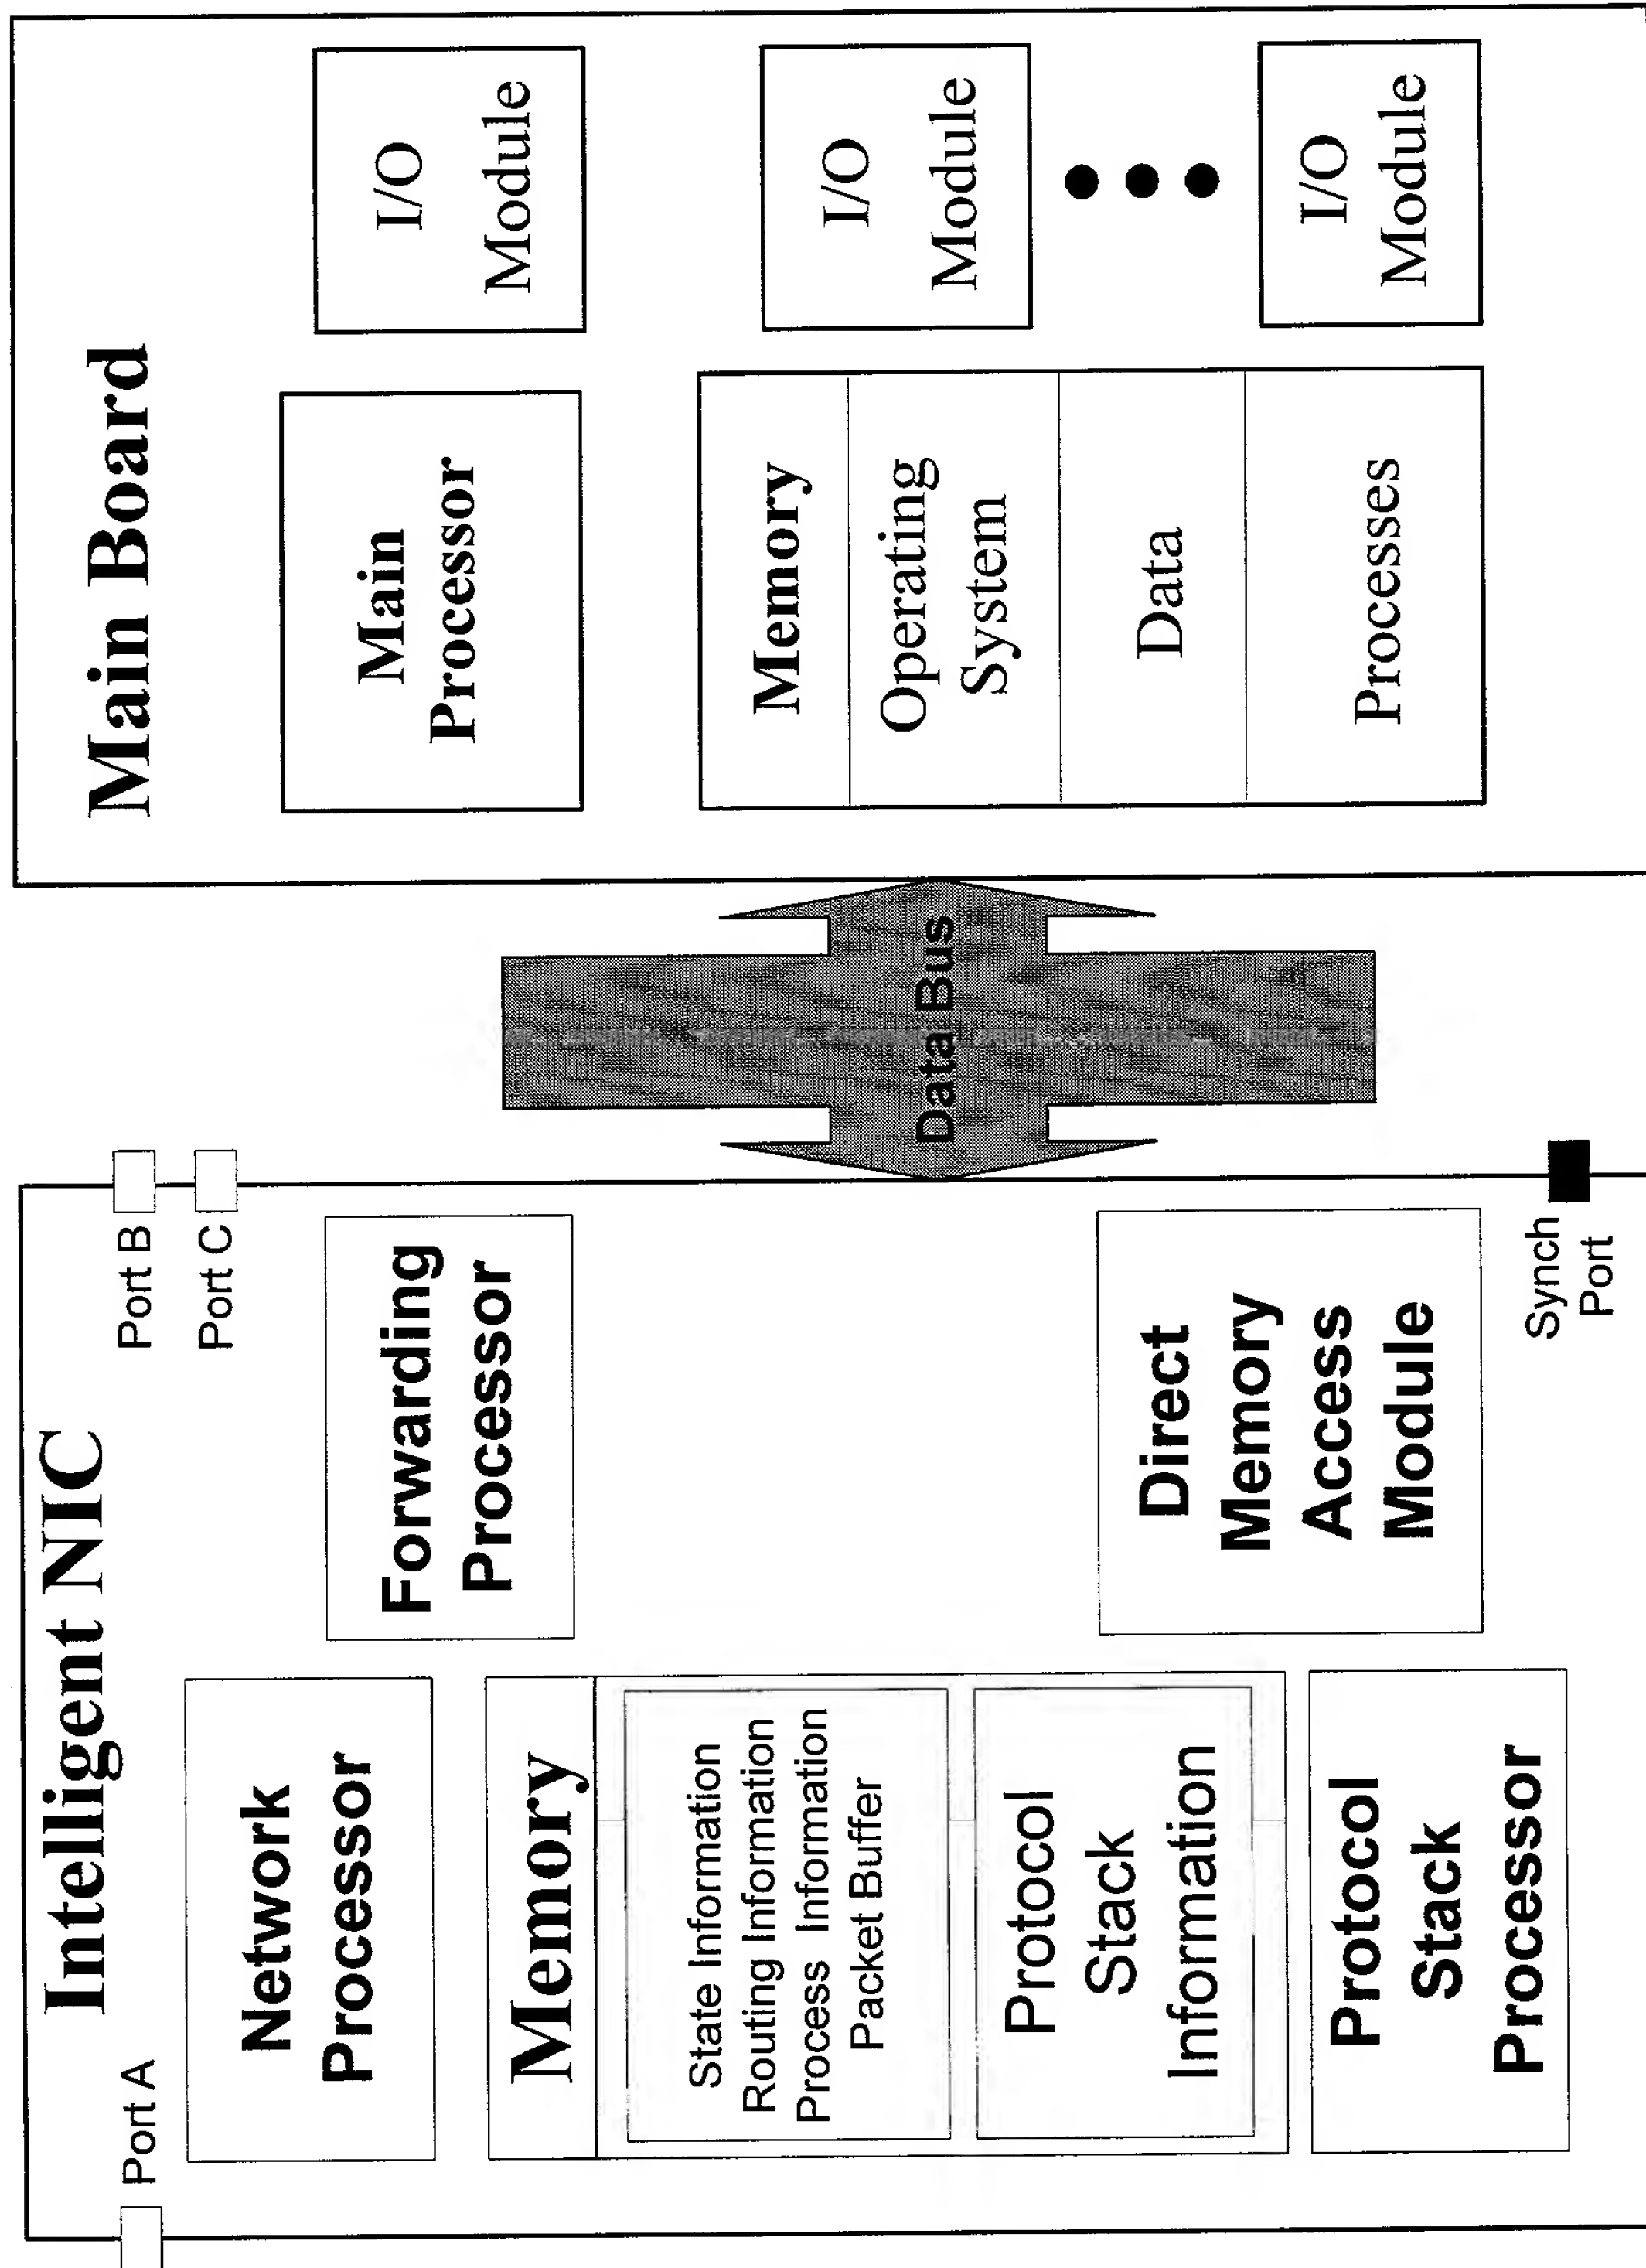 Intelligent NIC
Port A
Port B
Port C
Network
Processor
Forwarding
Processor
Memory
State Information
Routing Information
Process Information
Packet Buffer
Protocol
Stack
Information
Direct
Memory
Access
Module
Protocol
Stack
Processor
Synch
Port
Data Bus
Main Board
Main
Processor
I/O
Module
Memory
Operating
System
Data
Processes
I/O
Module
I/O
Module